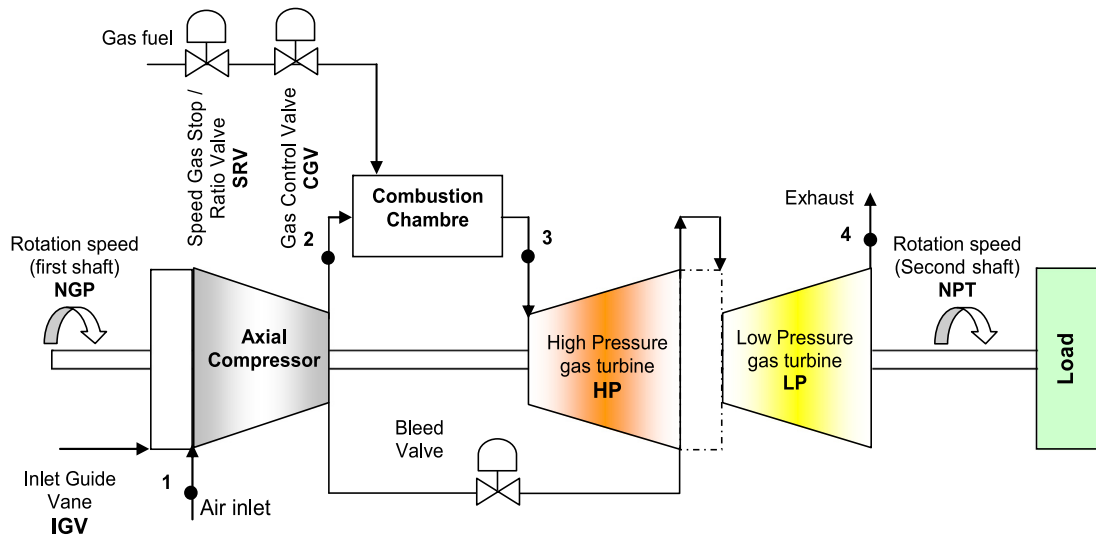 Gas fuel
Speed Gas Stop /
Ratio Valve
SRV
Gas Control Valve
CGV
Combustion
Chambre
2
3
Exhaust
4
Rotation speed
(first shaft)
NGP
Rotation speed
(Second shaft)
NPT
Axial
Compressor
High Pressure
gas turbine
HP
Low Pressure
gas turbine
LP
Load
Bleed
Valve
Inlet Guide
Vane
IGV
1
Air inlet